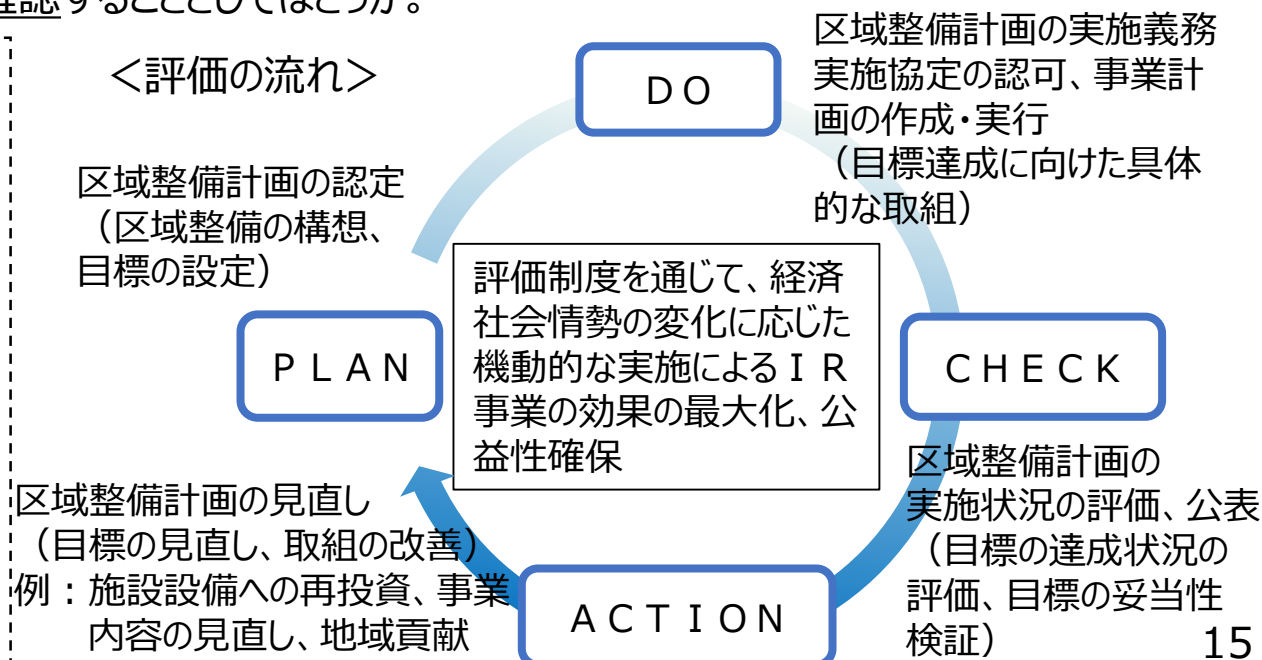 確認することとしてはどうか。
＜評価の流れ＞
ＤＯ
区域整備計画の実施義務
実施協定の認可、事業計
画の作成・実行
（目標達成に向けた具体
的な取組）
区域整備計画の認定
（区域整備の構想、
目標の設定）
ＰＬＡＮ
評価制度を通じて、経済
社会情勢の変化に応じた
機動的な実施によるＩＲ
事業の効果の最大化、公
益性確保
ＣＨＥＣＫ
区域整備計画の
実施状況の評価、公表
（目標の達成状況の
評価、目標の妥当性
検証）
区域整備計画の見直し
（目標の見直し、取組の改善）
例：施設設備への再投資、事業
内容の見直し、地域貢献
ＡＣＴＩＯＮ
15